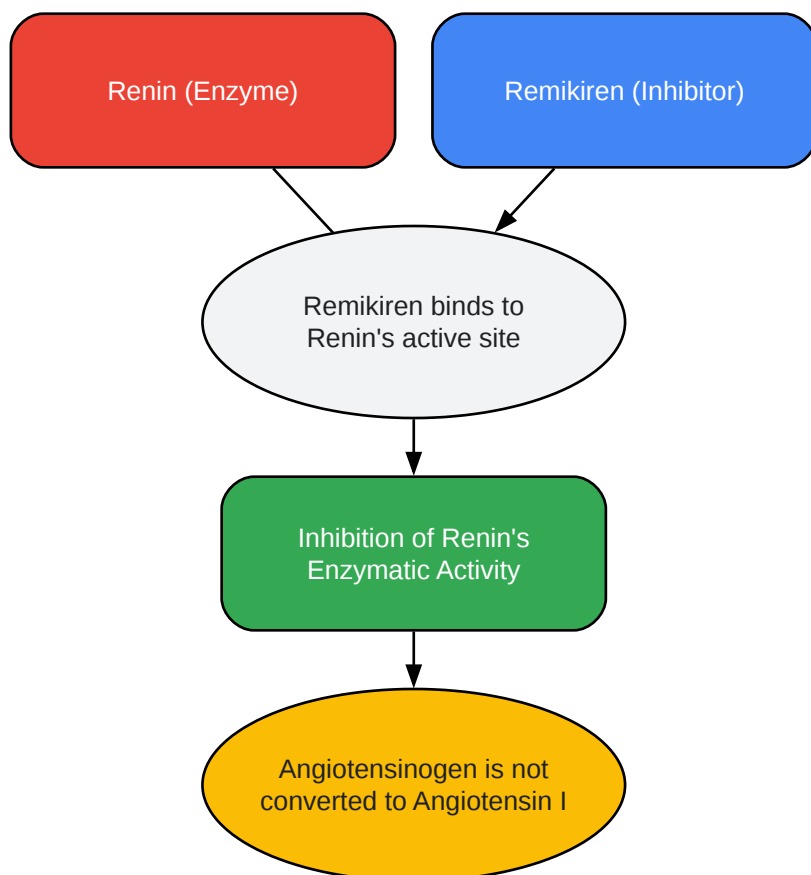 Renin (Enzyme)
Remikiren (Inhibitor)
Remikiren binds to
Renin's active site
Inhibition of Renin's
Enzymatic Activity
Angiotensinogen is not
converted to Angiotensin I